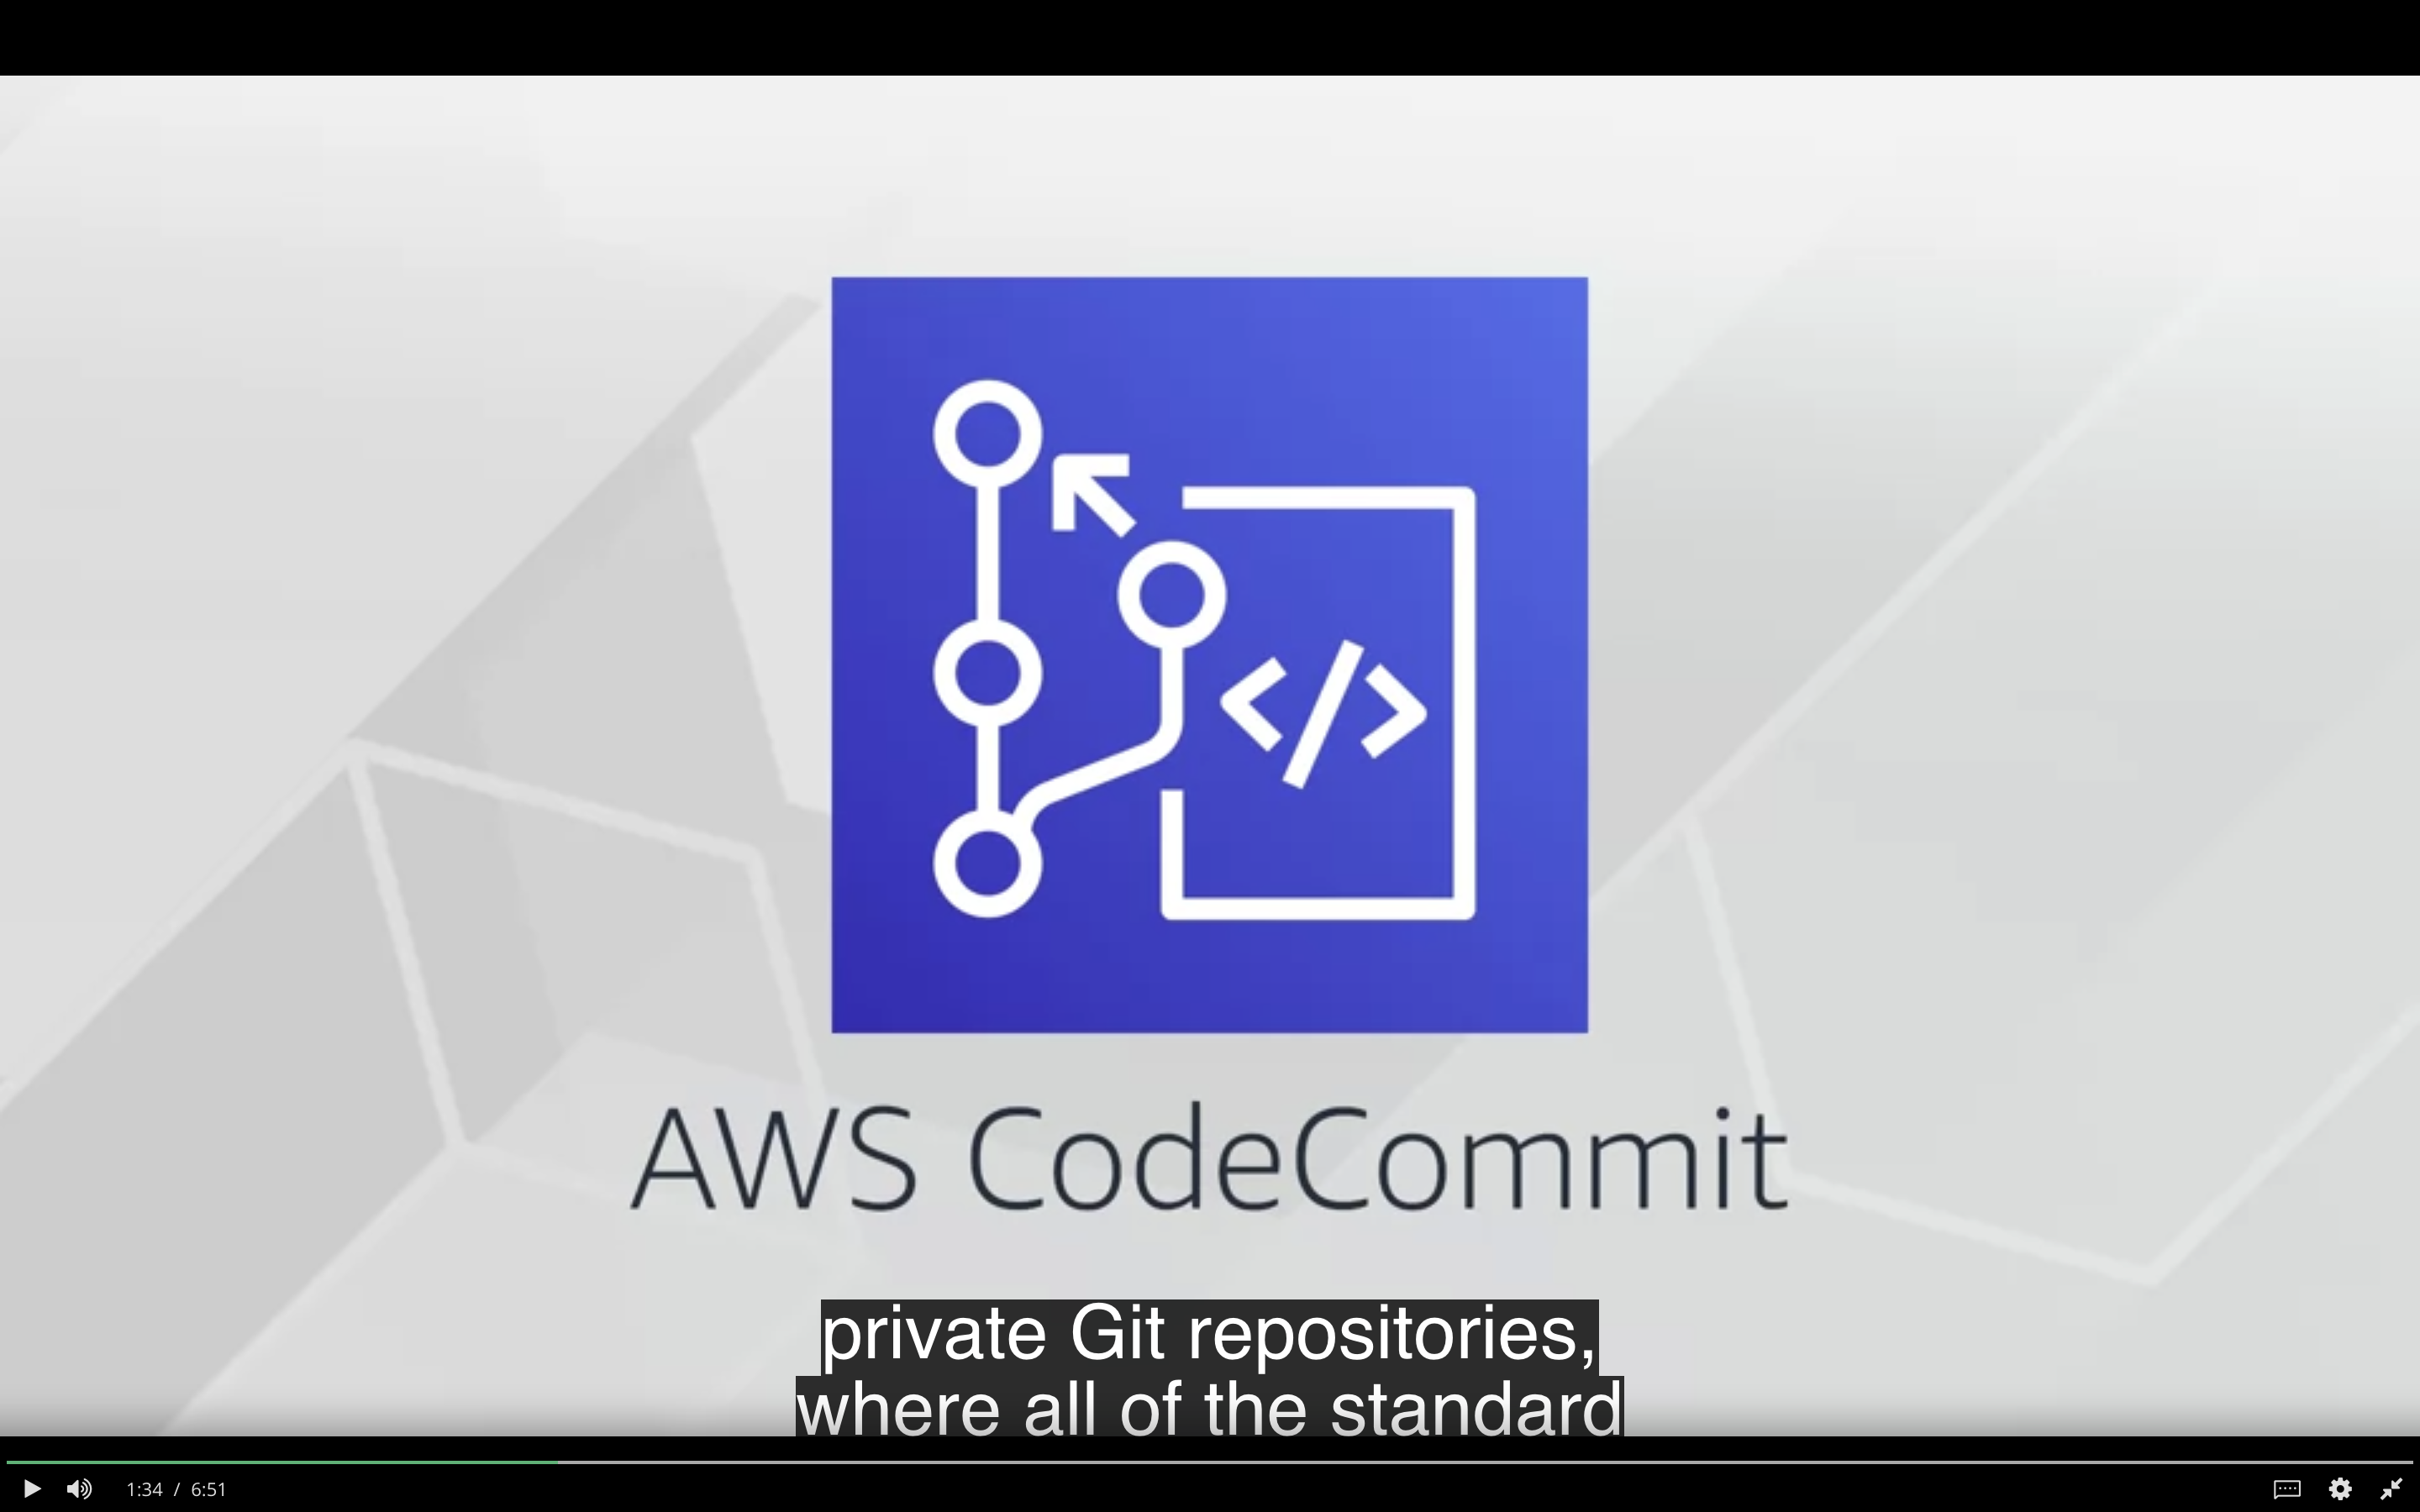 </>
AWS CodeCommit
private Git repositories,
where all of the standard
1:34 / 6:51